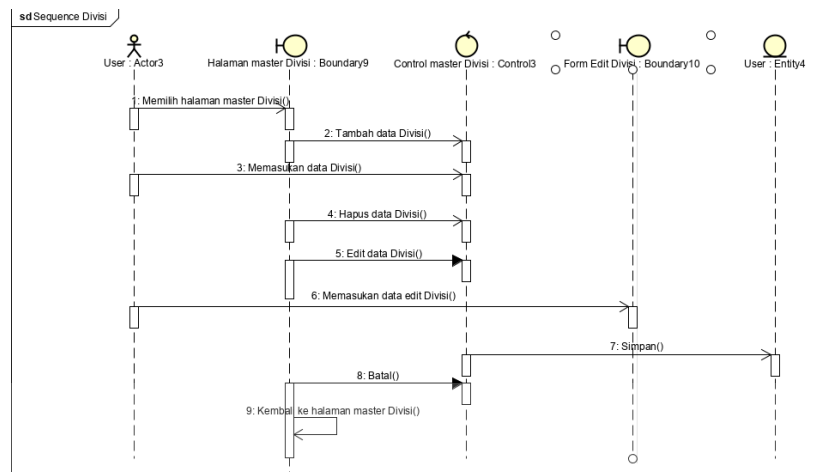 sd Sequence Divisi
User : Actor3
Halaman master Divisi : Boundary9
Control master Divisi : Control3
Form Edit Divisi : Boundary10
User : Entity4
1: Memilih halaman master Divisi()
2: Tambah data Divisi()
3: Memasukan data Divisi()
4: Hapus data Divisi()
5: Edit data Divisi()
6: Memasukan data edit Divisi()
7: Simpan()
8: Batal()
9: Kembali ke halaman master Divisi()